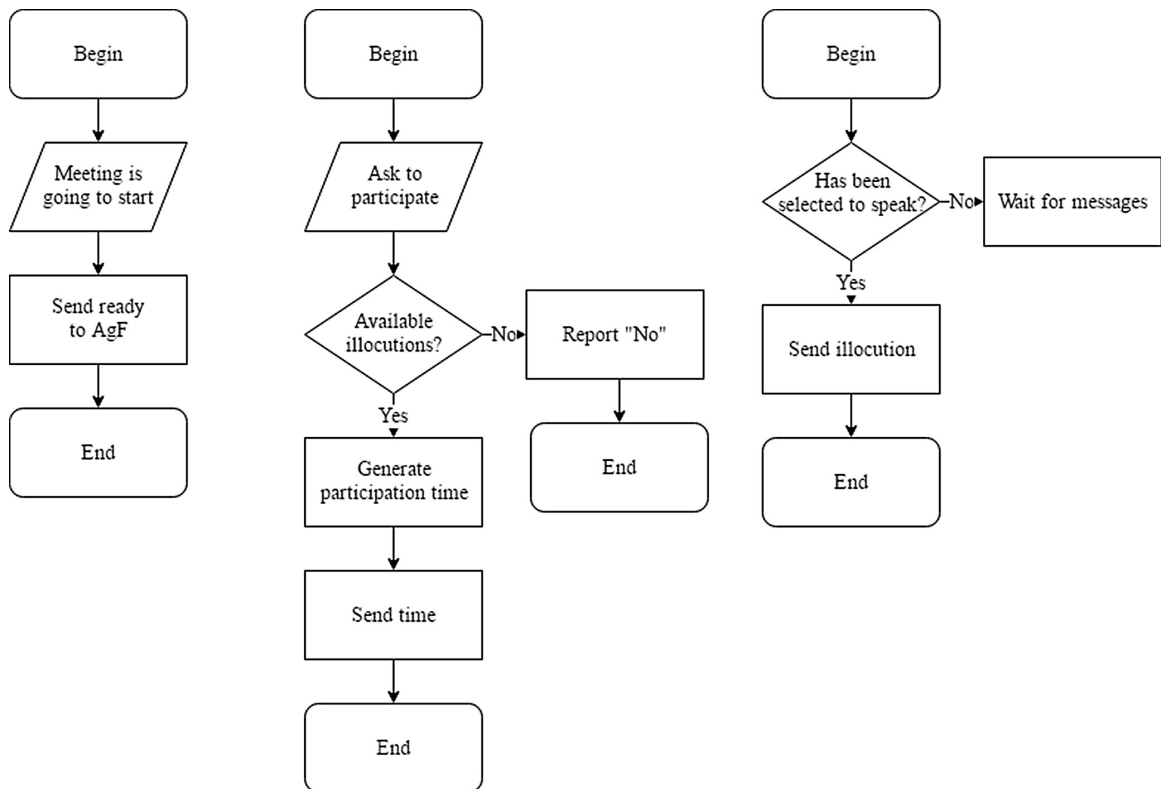 Begin
Meeting is
going to start
Send ready
to AgF
End
Begin
Ask to
participate
Available
illocutions?
No
Report "No"
End
Yes
Generate
participation time
Send time
End
Begin
Has been
selected to speak?
No
Wait for messages
Yes
Send illocution
End